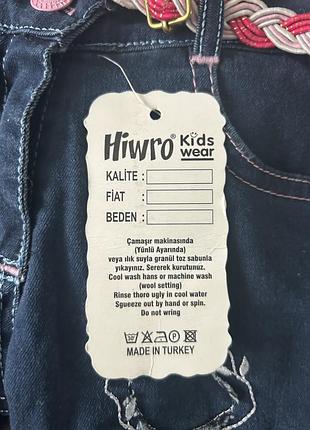 Hiwro® Kids wear
KALİTE :
FİAT :
BEDEN :
Çamaşır makinasında
(Yünlü Ayarında)
veya ılık suyla granül toz sabunla
yıkayınız. Sererek kurutunuz.
Cool wash hans or machine wash
(wool setting)
Rinse thoro ugly in cool water
Sgueeze out by hand or spin.
Do not wring
30°
MADE IN TURKEY